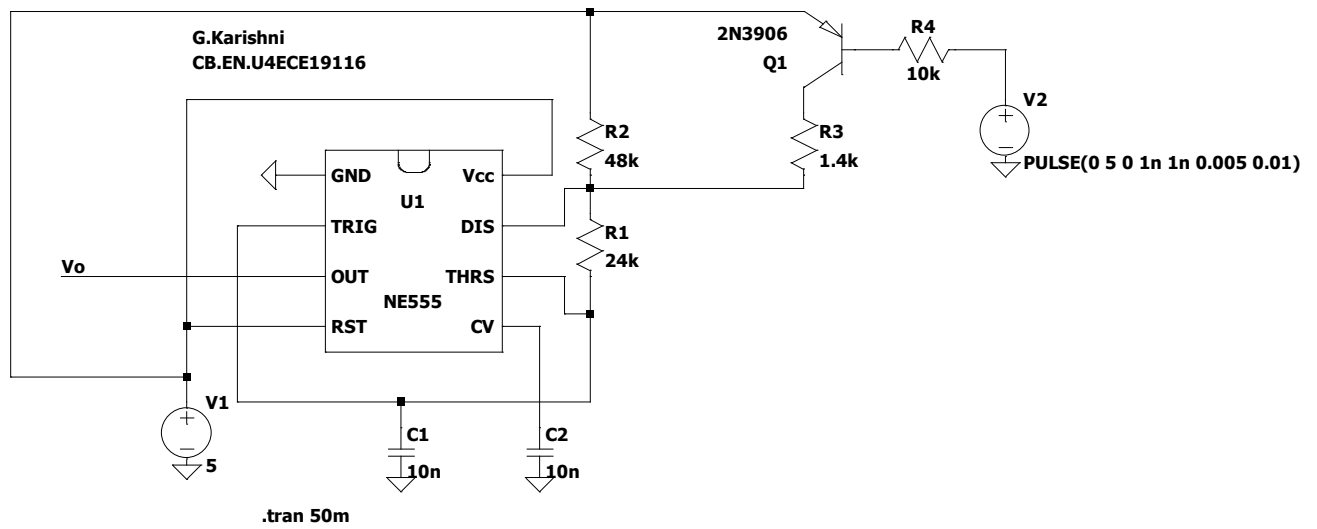 G.Karishni
CB.EN.U4ECE19116
2N3906
Q1
R4
10k
V2
PULSE(0 5 0 1n 1n 0.005 0.01)
R2
48k
R3
1.4k
GND
Vcc
U1
TRIG
DIS
R1
24k
Vo
OUT
THRS
NE555
RST
CV
V1
5
C1
10n
C2
10n
.tran 50m